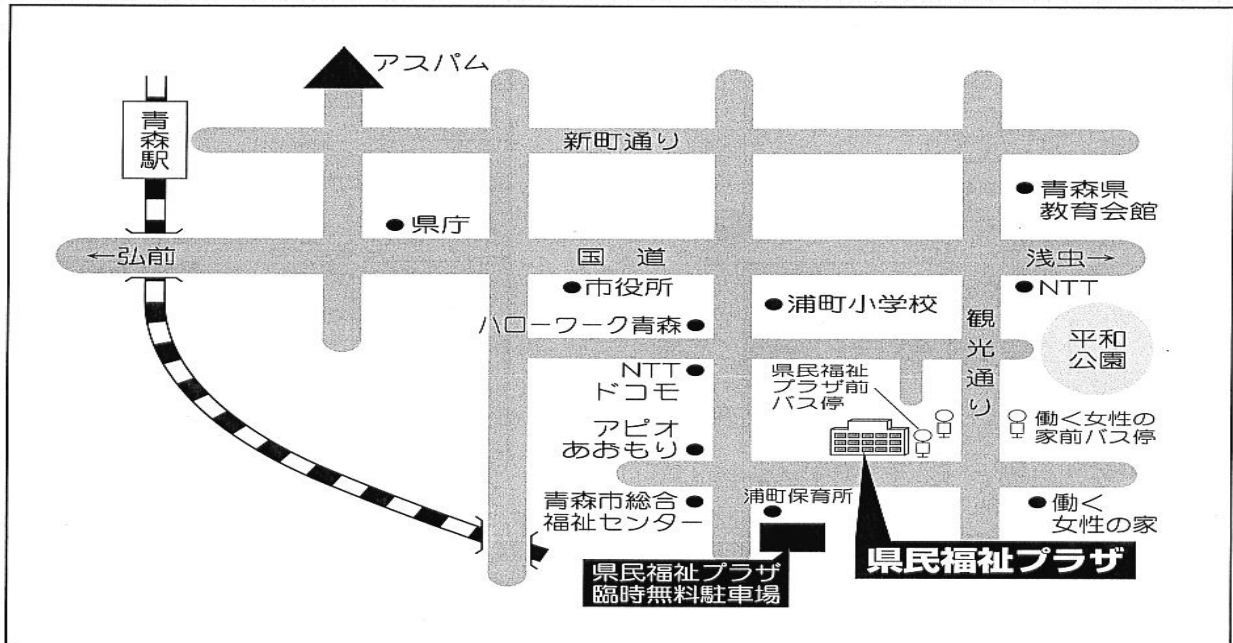 アスパム
青森駅
新町通り
青森県
教育会館
県庁
←弘前
国道
浅虫→
市役所
NTT
浦町小学校
ハローワーク青森
観光通り
平和
公園
NTT
ドコモ
県民福祉
プラザ前
バス停
働く女性の
家前バス停
アピオ
あおもり
青森市総合
福祉センター
浦町保育所
働く
女性の家
県民福祉プラザ
県民福祉プラザ
臨時無料駐車場